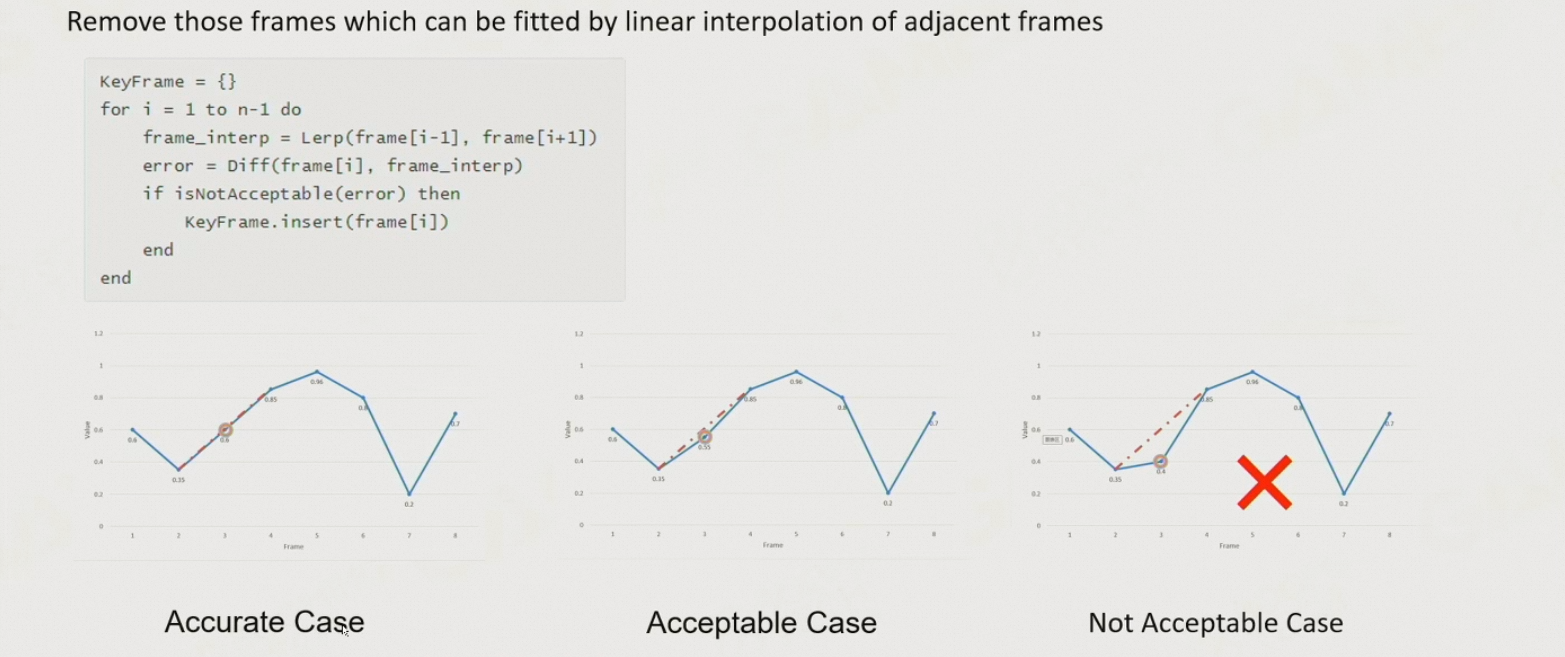 Remove those frames which can be fitted by linear interpolation of adjacent frames
KeyFrame = {}
for i = 1 to n-1 do
frame_interp = Lerp(frame[i-1], frame[i+1])
error = Diff(frame[i], frame_interp)
if isNotAcceptable(error) then
KeyFrame.insert(frame[i])
end
end
1.2
1
0.8
0.6
0.4
0.2
0
Value
0.6
0.35
0.6
0.85
0.96
0.8
0.2
0.7
1 2 3 4 5 6 7 8
Frame
1.2
1
0.8
0.6
0.4
0.2
0
Value
0.6
0.35
0.55
0.85
0.96
0.8
0.2
0.7
1 2 3 4 5 6 7 8
Frame
1.2
1
0.8
0.6
0.4
0.2
0
Value
0.6
0.35
0.4
0.85
0.96
0.8
0.2
0.7
1 2 3 4 5 6 7 8
Frame
Accurate Case
Acceptable Case
Not Acceptable Case